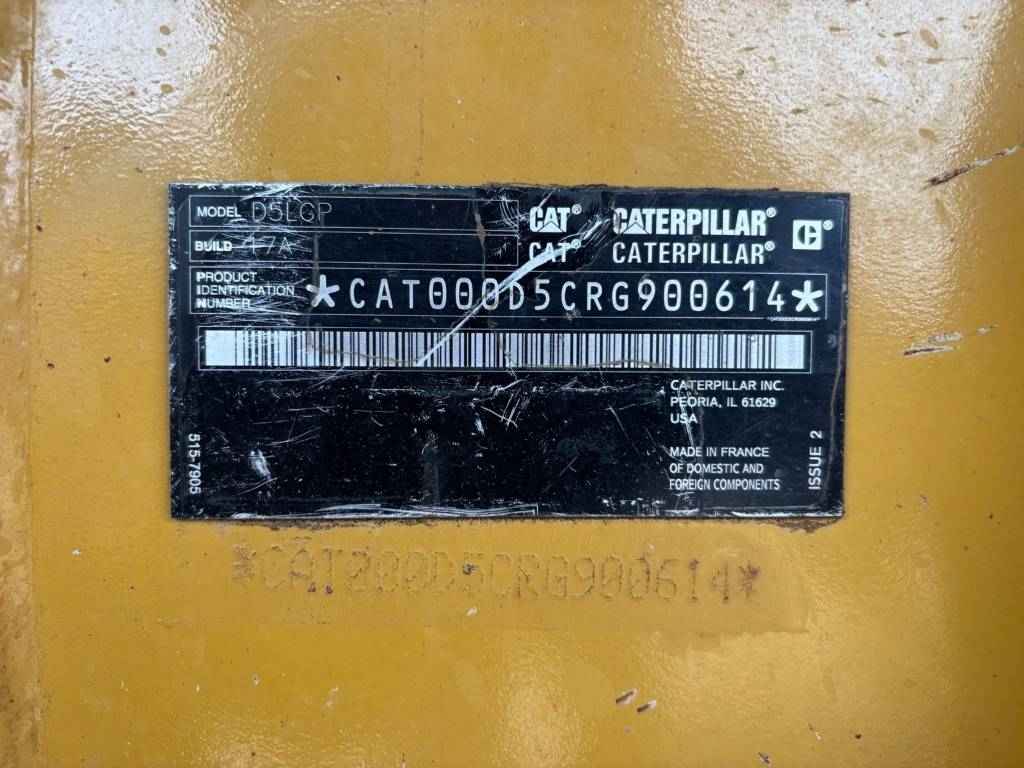 MODEL D5LGP
BUILD 47A
CAT® CATERPILLAR®
CAT® CATERPILLAR®
PRODUCT
IDENTIFICATION
NUMBER
*CAT000D5CRG900614*
CATERPILLAR INC.
PEORIA, IL 61629
USA
MADE IN FRANCE
OF DOMESTIC AND
FOREIGN COMPONENTS
515-7905
ISSUE 2
*CAT000D5CRG900614*